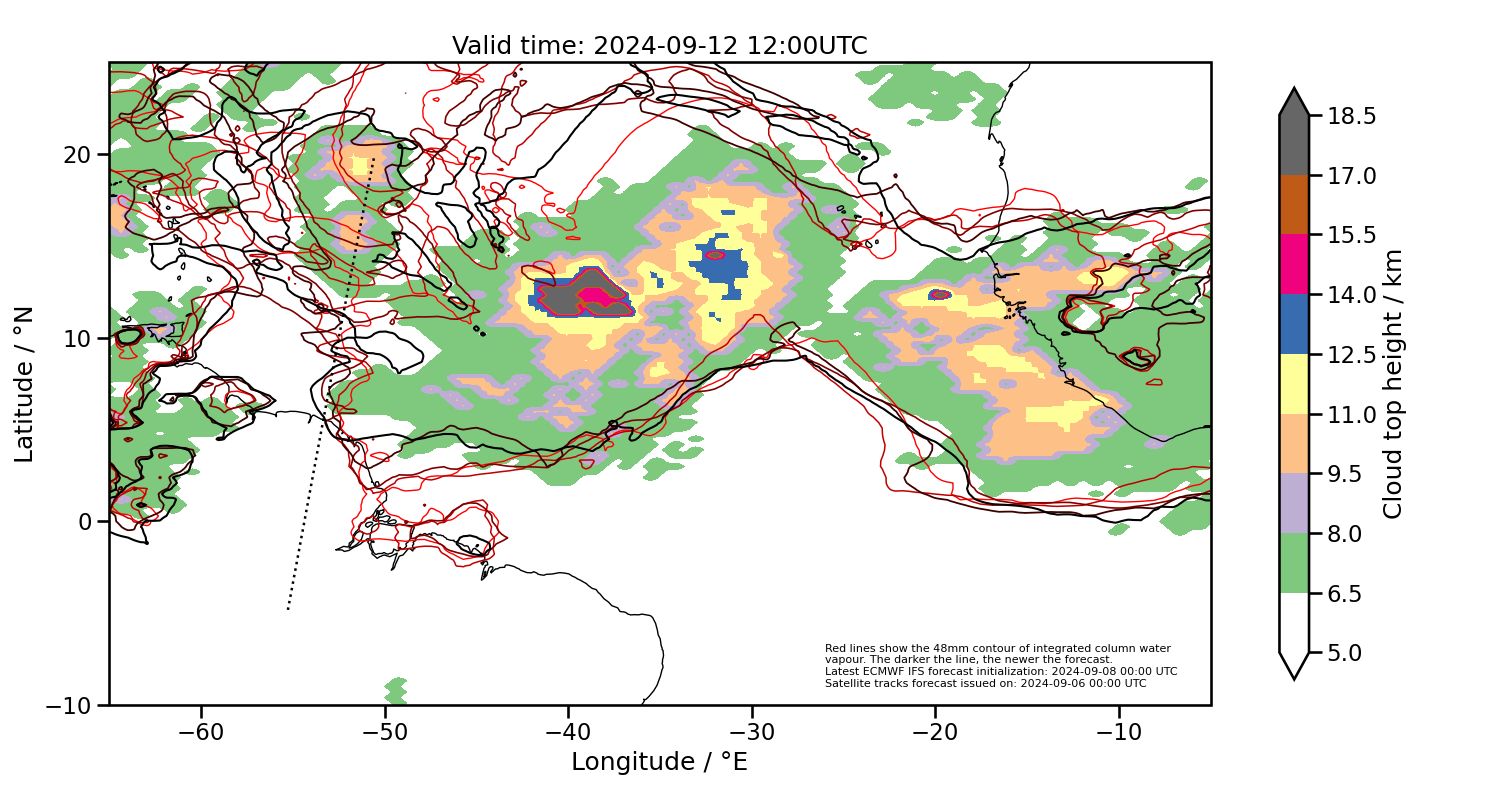 Valid time: 2024-09-12 12:00UTC
20
10
0
−10
Latitude / °N
−60
−50
−40
−30
−20
−10
Longitude / °E
Red lines show the 48mm contour of integrated column water
vapour. The darker the line, the newer the forecast.
Latest ECMWF IFS forecast initialization: 2024-09-08 00:00 UTC
Satellite tracks forecast issued on: 2024-09-06 00:00 UTC
18.5
17.0
15.5
14.0
12.5
11.0
9.5
8.0
6.5
5.0
Cloud top height / km